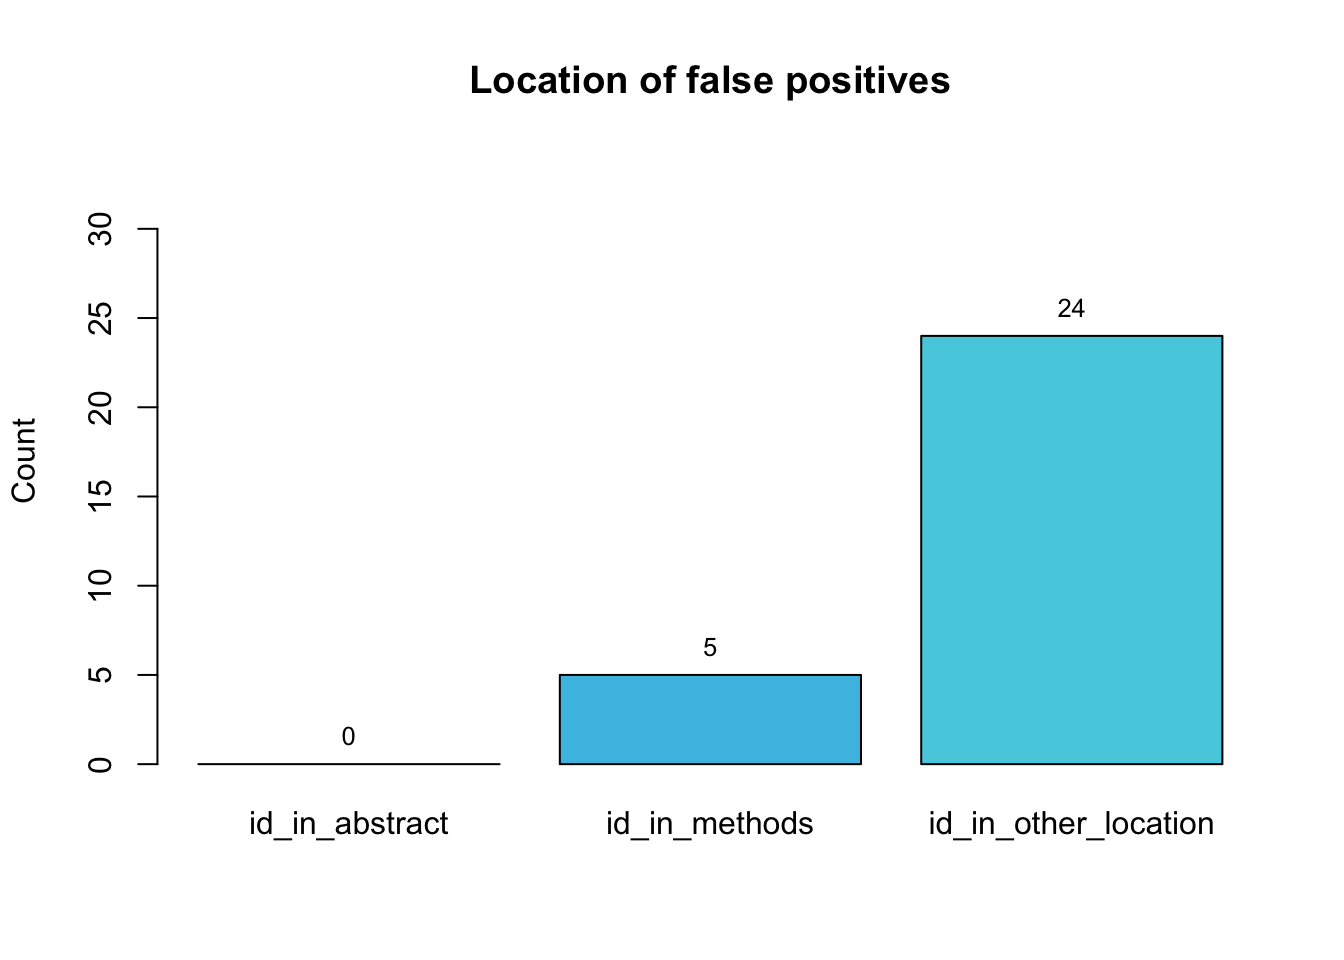 Location of false positives
Count
30
25
20
15
10
5
0
0
5
24
id_in_abstract
id_in_methods
id_in_other_location